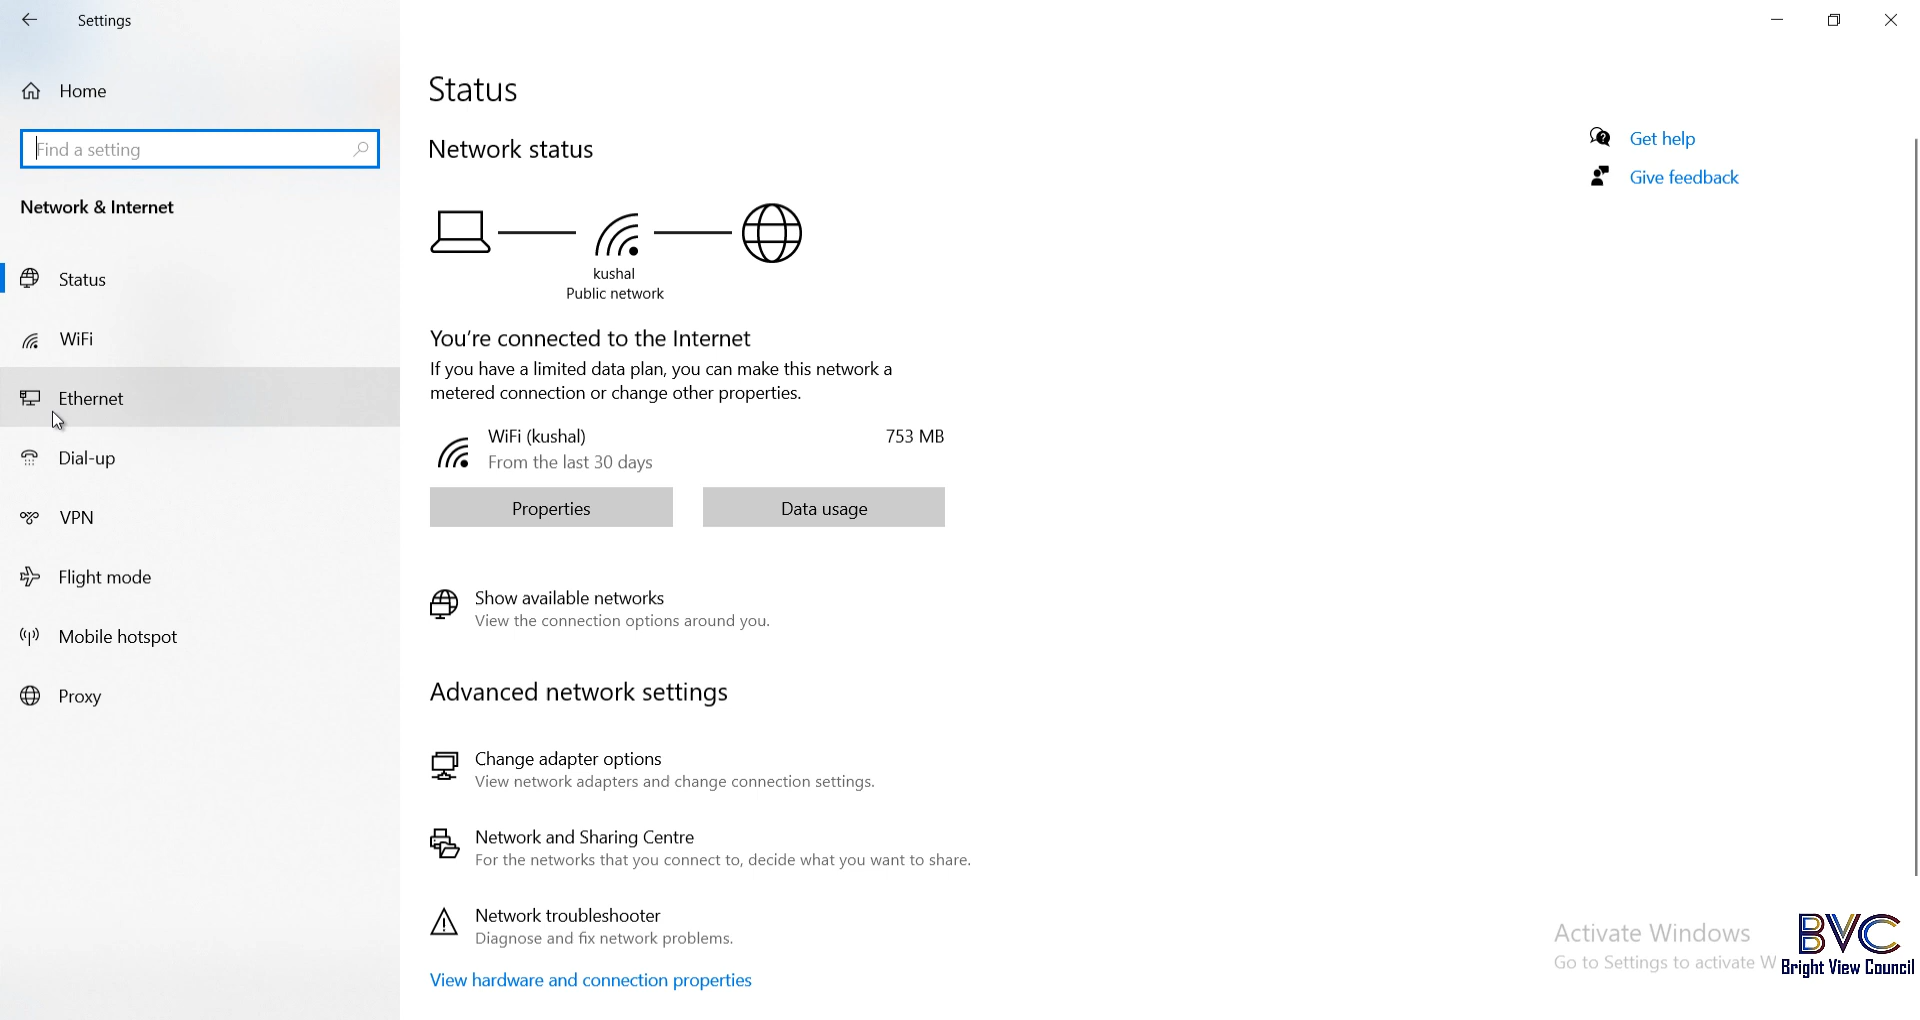 Settings
Home
Find a setting
Network & Internet
Status
WiFi
Ethernet
Dial-up
VPN
Flight mode
Mobile hotspot
Proxy
Status
Network status
kushal
Public network
You're connected to the Internet
If you have a limited data plan, you can make this network a
metered connection or change other properties.
WiFi (kushal) 753 MB
From the last 30 days
Properties Data usage
Show available networks
View the connection options around you.
Advanced network settings
Change adapter options
View network adapters and change connection settings.
Network and Sharing Centre
For the networks that you connect to, decide what you want to share.
Network troubleshooter
Diagnose and fix network problems.
View hardware and connection properties
Get help
Give feedback
Activate Windows
Go to Settings to activate W
BVC
Bright View Council